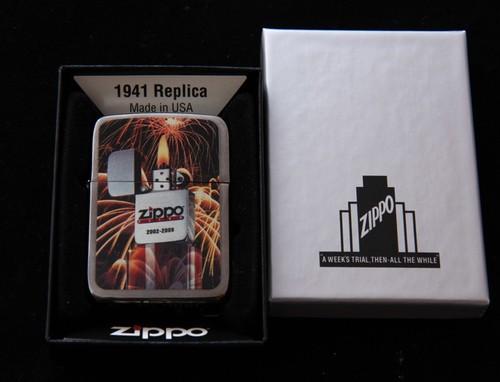 1941 Replica
Made in USA
zippo
2002-2009
zippo
ZIPPO
"A WEEK'S TRIAL, THEN-ALL THE WHILE"